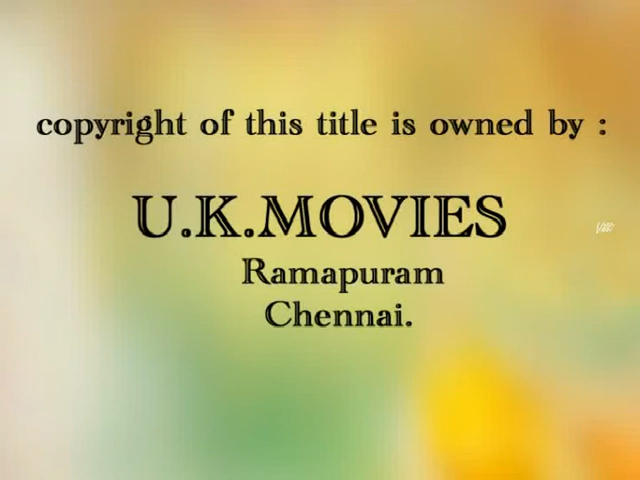 copyright of this title is owned by :
U.K.MOVIES
Ramapuram
Chennai.